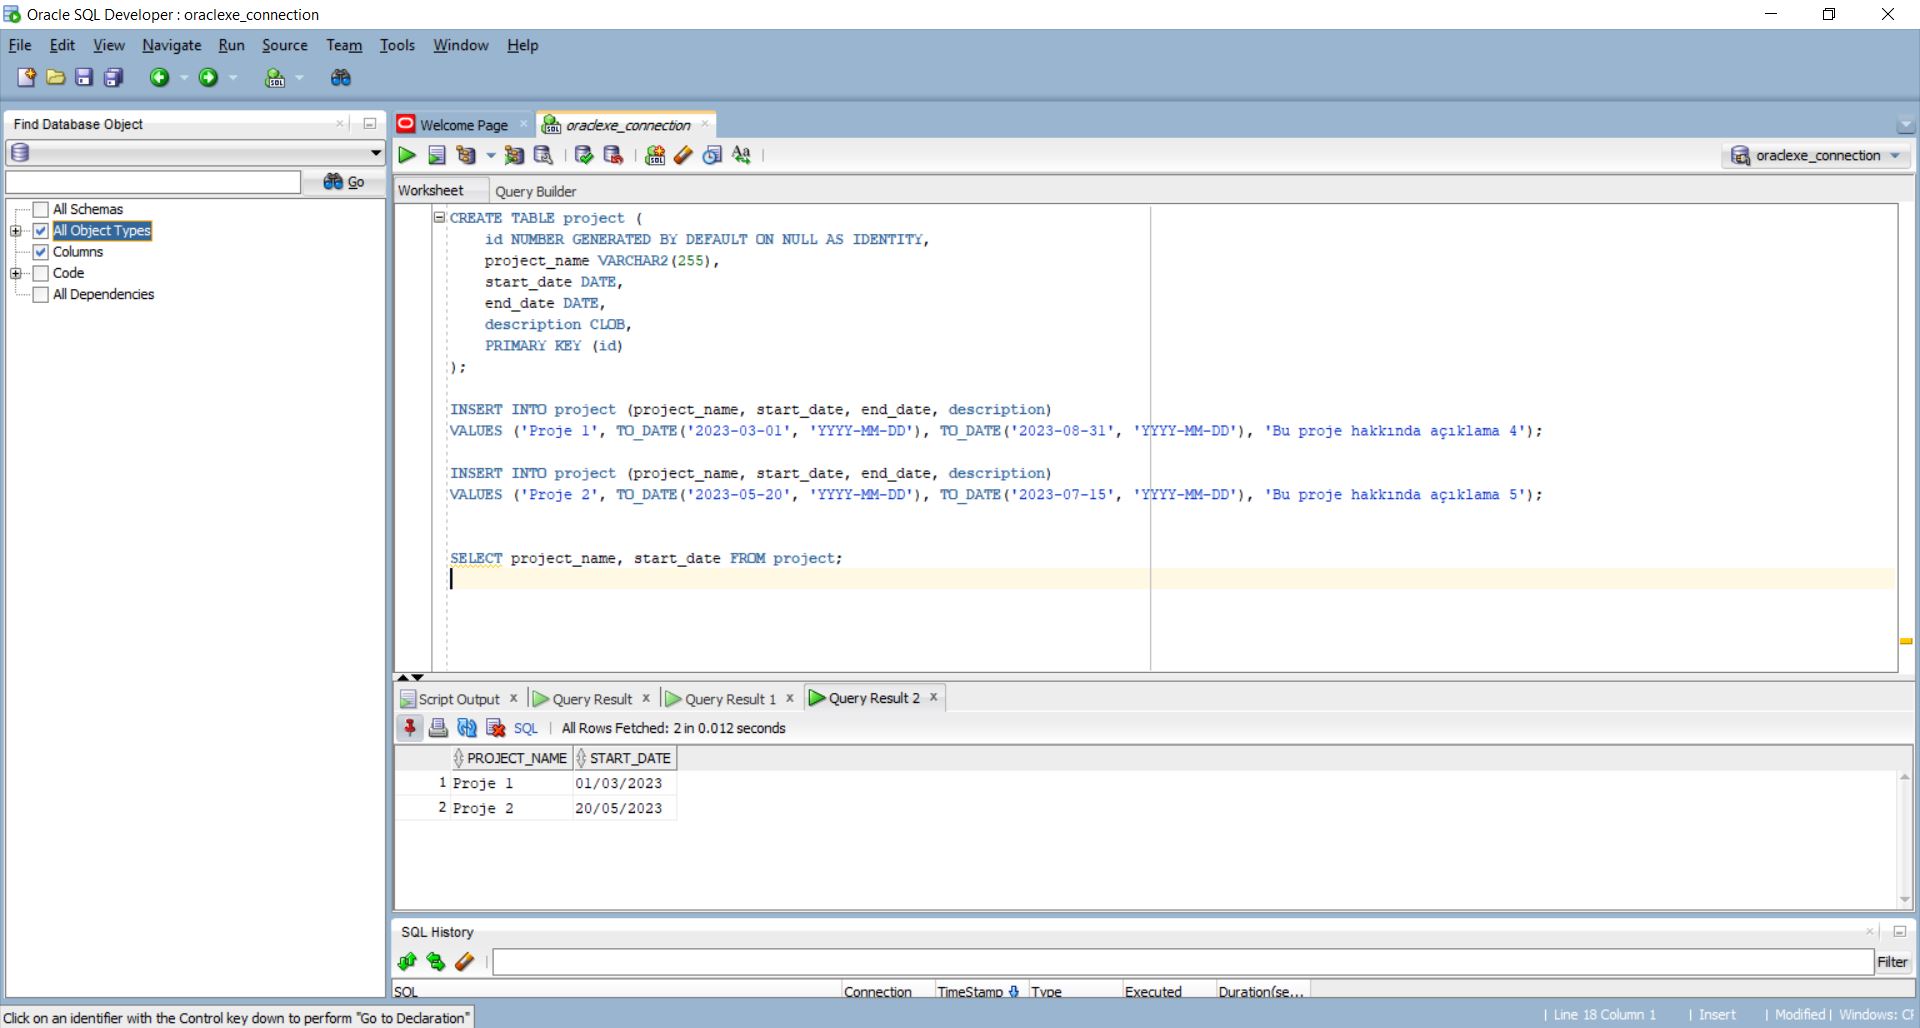 Oracle SQL Developer : oraclexe_connection
File Edit View Navigate Run Source Team Tools Window Help
Find Database Object
Go
All Schemas
All Object Types
Columns
Code
All Dependencies
Welcome Page
oraclexe_connection
oraclexe_connection
Worksheet Query Builder
CREATE TABLE project (
id NUMBER GENERATED BY DEFAULT ON NULL AS IDENTITY,
project_name VARCHAR2(255),
start_date DATE,
end_date DATE,
description CLOB,
PRIMARY KEY (id)
);
INSERT INTO project (project_name, start_date, end_date, description)
VALUES ('Proje 1', TO_DATE('2023-03-01', 'YYYY-MM-DD'), TO_DATE('2023-08-31', 'YYYY-MM-DD'), 'Bu proje hakkında açıklama 4');
INSERT INTO project (project_name, start_date, end_date, description)
VALUES ('Proje 2', TO_DATE('2023-05-20', 'YYYY-MM-DD'), TO_DATE('2023-07-15', 'YYYY-MM-DD'), 'Bu proje hakkında açıklama 5');
SELECT project_name, start_date FROM project;
Script Output Query Result Query Result 1 Query Result 2
SQL All Rows Fetched: 2 in 0.012 seconds
PROJECT_NAME START_DATE
1 Proje 1 01/03/2023
2 Proje 2 20/05/2023
SQL History
Filter
SQL Connection TimeStamp Type Executed Duration(se...
Click on an identifier with the Control key down to perform "Go to Declaration"
| Line 18 Column 1 | Insert | Modified | Windows: CF